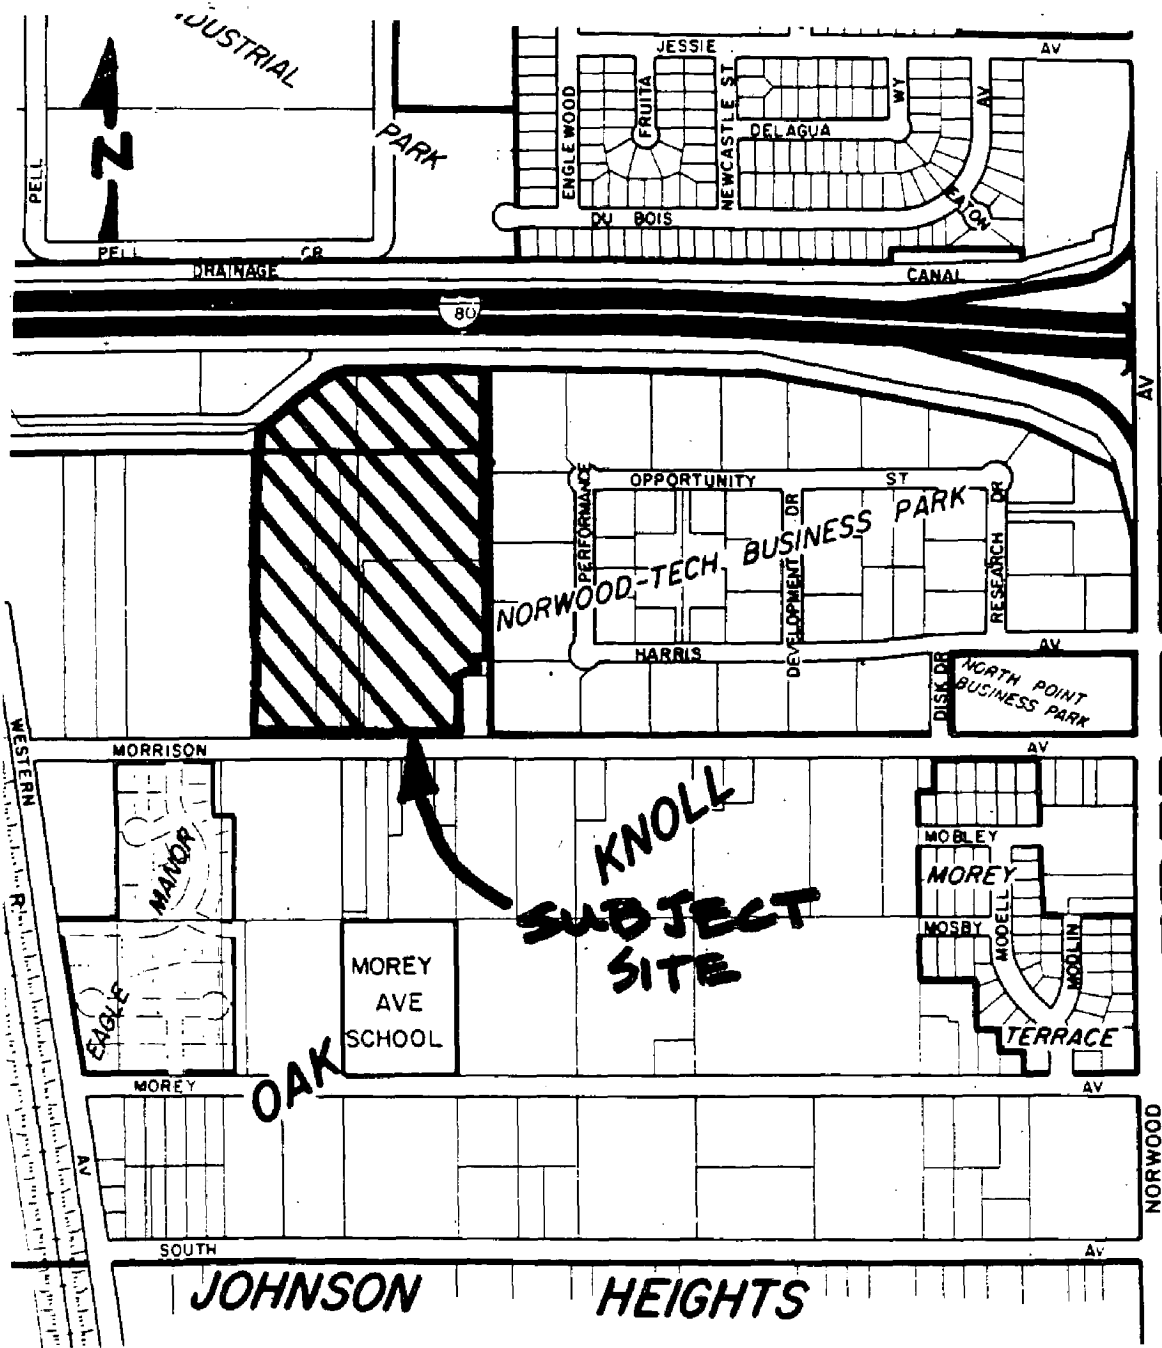 INDUSTRIAL
PARK
N
JESSIE AV
PELL
ENGLEWOOD
FRUITA
NEWCASTLE ST
WY
AV
DELAGUA
DU BOIS
EATON
PELL CR
DRAINAGE CANAL
80
AV
PERFORMANCE
OPPORTUNITY ST
DEVELOPMENT DR
RESEARCH DR
NORWOOD-TECH BUSINESS PARK
HARRIS AV
DISK DR
NORTH POINT
BUSINESS PARK
WESTERN
MORRISON AV
KNOLL
MANOR
MOBLEY
MOREY
R.
SUBJECT
SITE
MOSBY
MODELL
MODLIN
MOREY
AVE
SCHOOL
EAGLE
TERRACE
OAK
MOREY AV
NORWOOD
AV
SOUTH AV
JOHNSON HEIGHTS